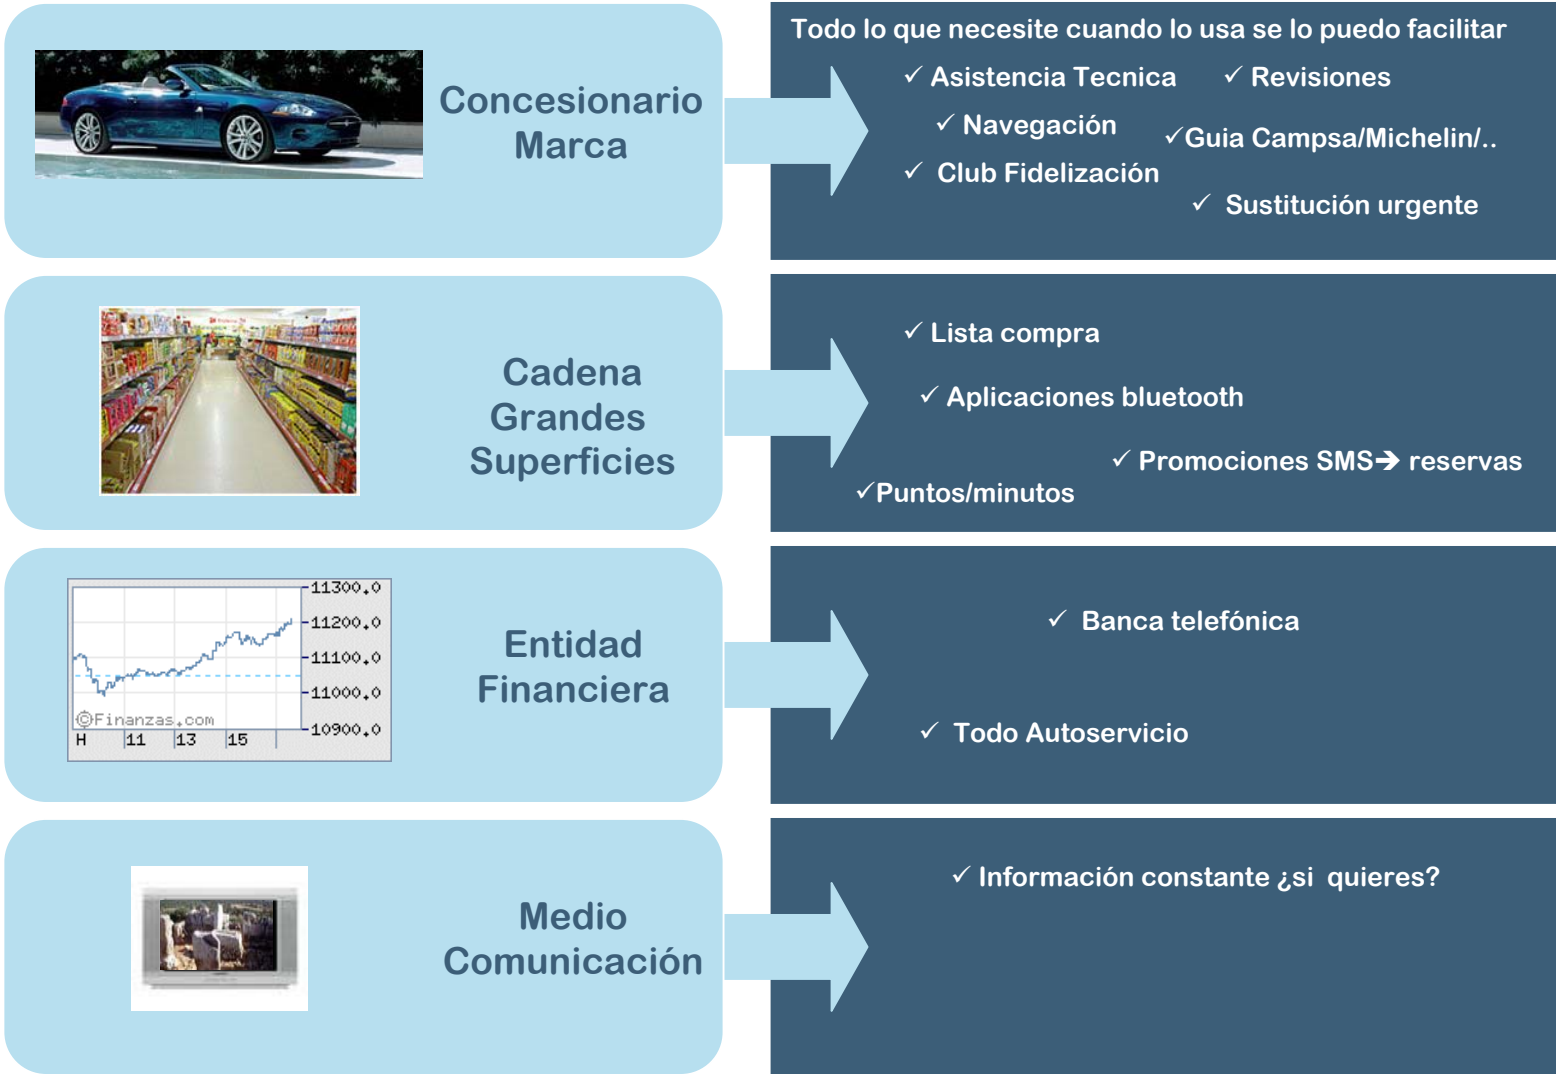 Concesionario
Marca
Todo lo que necesite cuando lo usa se lo puedo facilitar
✓ Asistencia Tecnica ✓ Revisiones
✓ Navegación ✓Guia Campsa/Michelin/..
✓ Club Fidelización
✓ Sustitución urgente
Cadena
Grandes
Superficies
✓ Lista compra
✓ Aplicaciones bluetooth
✓ Promociones SMS➔ reservas
✓Puntos/minutos
11300.0
11200.0
11100.0
11000.0
10900.0
©Finanzas.com
H 11 13 15
Entidad
Financiera
✓ Banca telefónica
✓ Todo Autoservicio
Medio
Comunicación
✓ Información constante ¿si quieres?